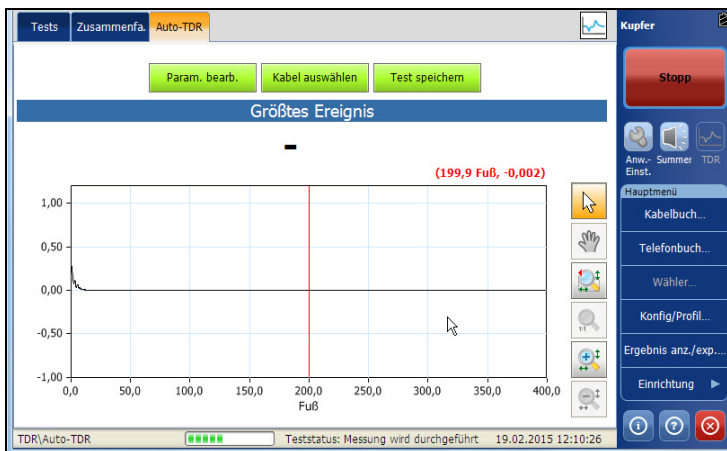 Tests
Zusammenfa.
Auto-TDR
Kupfer
Param. bearb.
Kabel auswählen
Test speichern
Stopp
Größtes Ereignis
-
(199,9 Fuß, -0,002)
Anw.-Einst.
Summer
TDR
Hauptmenü
Kabelbuch...
Telefonbuch...
Wähler...
Konfig/Profil...
Ergebnis anz./exp....
Einrichtung
1,00
0,50
0,00
-0,50
-1,00
0,0 50,0 100,0 150,0 200,0 250,0 300,0 350,0 400,0
Fuß
1:1
TDR\Auto-TDR
Teststatus: Messung wird durchgeführt 19.02.2015 12:10:26